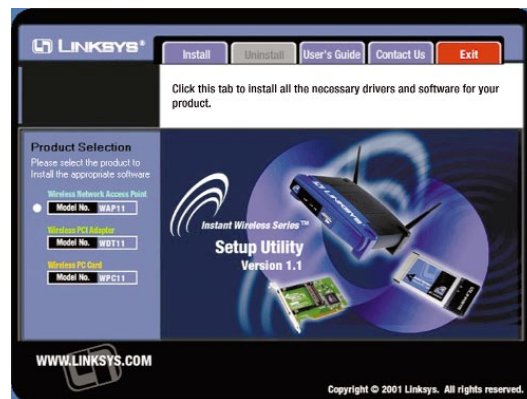 LINKSYS®
Install
Uninstall
User's Guide
Contact Us
Exit
Click this tab to install all the necessary drivers and software for your
product.
Product Selection
Please select the product to
Install the appropriate software
Wireless Network Access Point
Model No. WAP11
Wireless PCI Adapter
Model No. WDT11
Wireless PC Card
Model No. WPC11
Instant Wireless Series™
Setup Utility
Version 1.1
LINKSYS
WWW.LINKSYS.COM
Copyright © 2001 Linksys. All rights reserved.